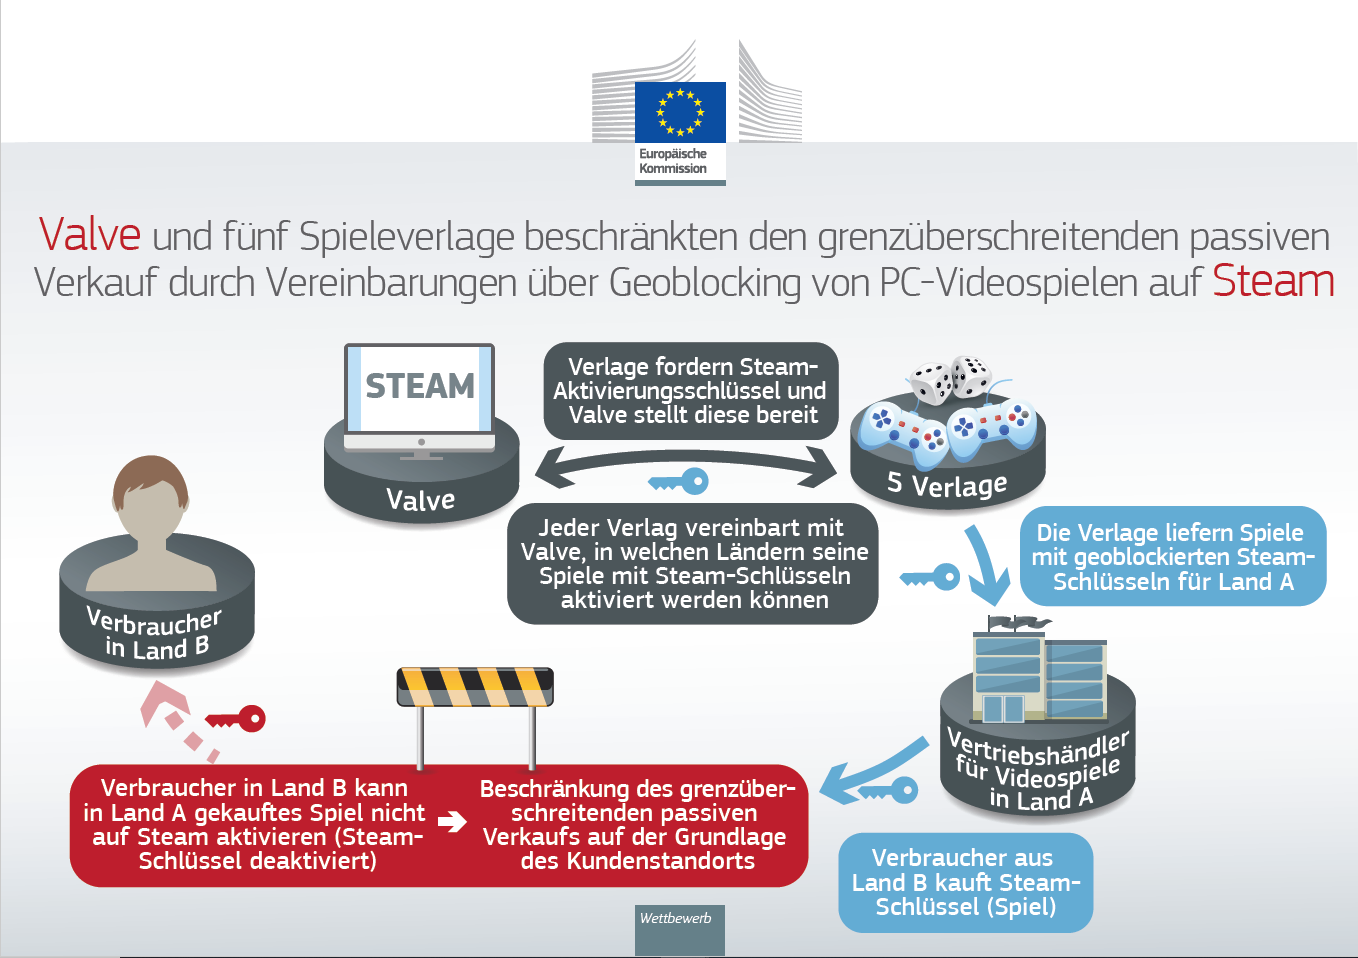 Europäische
Kommission
Valve und fünf Spieleverlage beschränkten den grenzüberschreitenden passiven
Verkauf durch Vereinbarungen über Geoblocking von PC-Videospielen auf Steam
STEAM
Valve
Verlage fordern Steam-
Aktivierungsschlüssel und
Valve stellt diese bereit
5 Verlage
Jeder Verlag vereinbart mit
Valve, in welchen Ländern seine
Spiele mit Steam-Schlüsseln
aktiviert werden können
Die Verlage liefern Spiele
mit geoblockierten Steam-
Schlüsseln für Land A
Verbraucher
in Land B
Vertriebshändler
für Videospiele
in Land A
Verbraucher in Land B kann
in Land A gekauftes Spiel nicht
auf Steam aktivieren (Steam-
Schlüssel deaktiviert)
Beschränkung des grenzüber-
schreitenden passiven
Verkaufs auf der Grundlage
des Kundenstandorts
Verbraucher aus
Land B kauft Steam-
Schlüssel (Spiel)
Wettbewerb